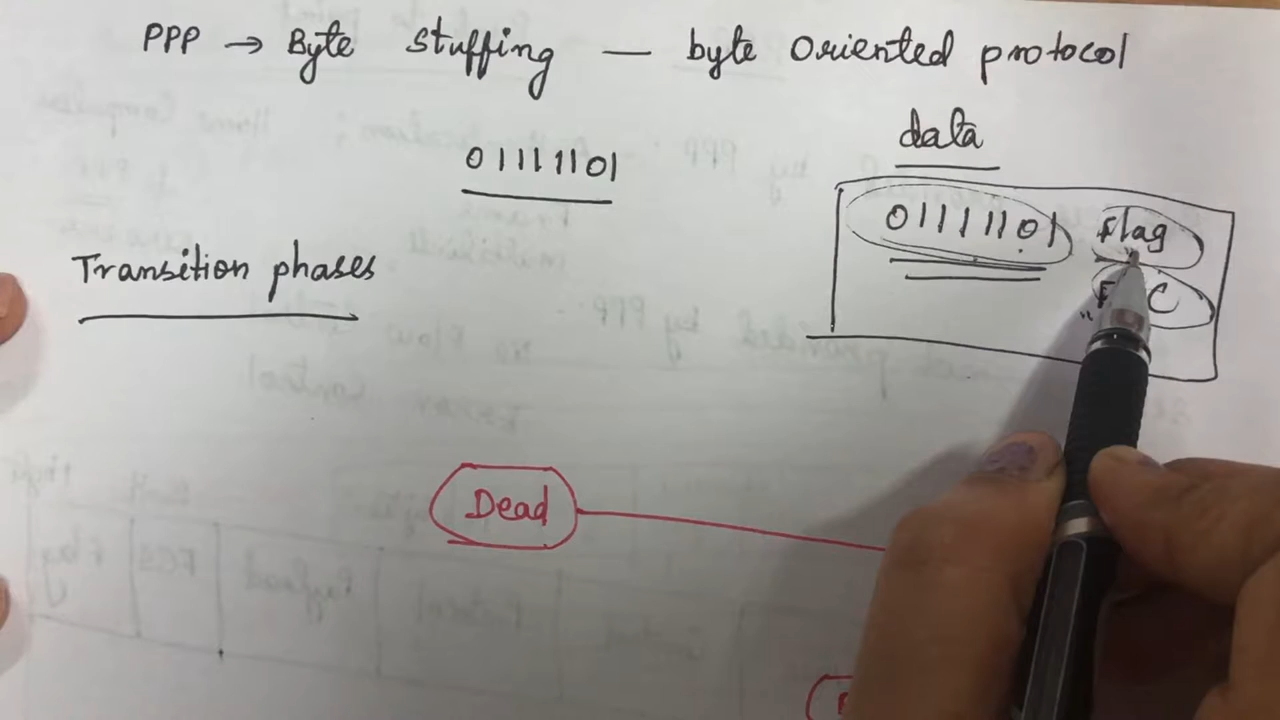 PPP → Byte stuffing — byte oriented protocol
data
01111101
01111101 Flag
Transition phases
Dead